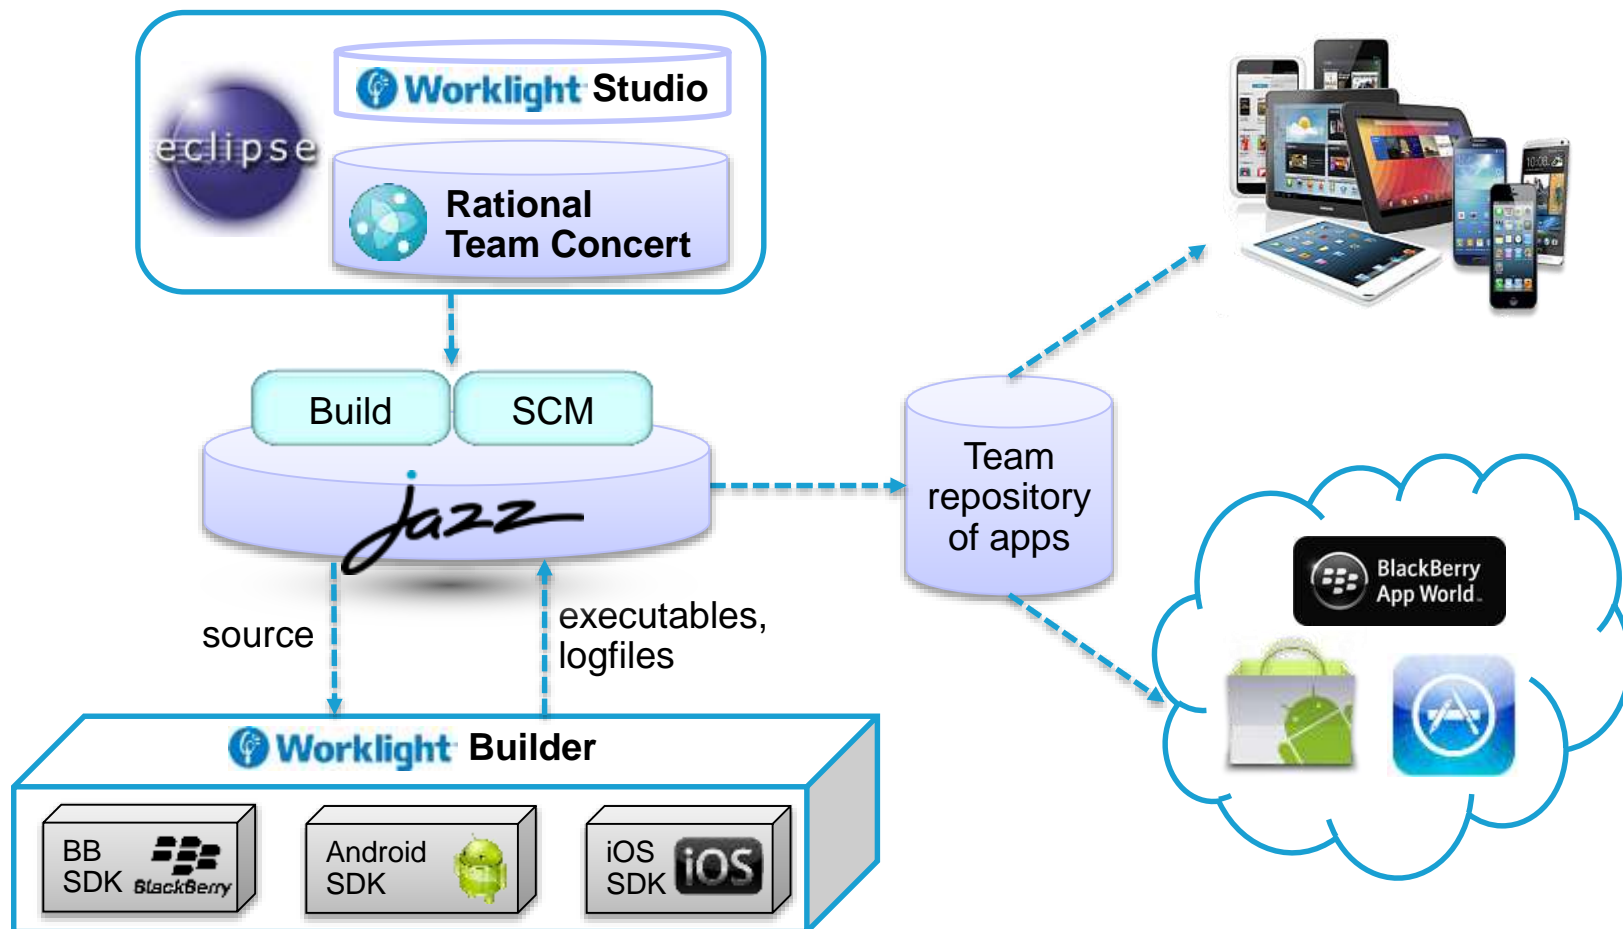 Worklight Studio
eclipse
Rational
Team Concert
Build
SCM
jazz
Team
repository
of apps
BlackBerry
App World
source
executables,
logfiles
Worklight Builder
BB
SDK
BlackBerry
Android
SDK
iOS
SDK
iOS